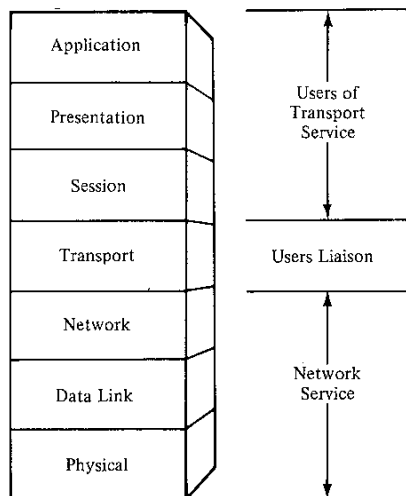 Application
Presentation
Session
Transport
Network
Data Link
Physical
Users of
Transport
Service
Users Liaison
Network
Service